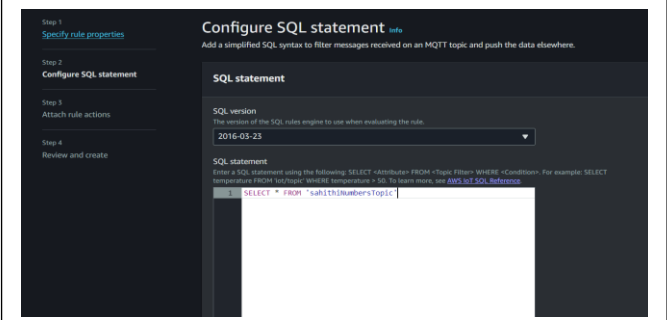 Step 1
Specify rule properties
Step 2
Configure SQL statement
Step 3
Attach rule actions
Step 4
Review and create
Configure SQL statement Info
Add a simplified SQL syntax to filter messages received on an MQTT topic and push the data elsewhere.
SQL statement
SQL version
The version of the SQL rules engine to use when evaluating the rule.
2016-03-23
SQL statement
Enter a SQL statement using the following: SELECT <Attribute> FROM <Topic Filter> WHERE <Condition>. For example: SELECT
temperature FROM 'iot/topic' WHERE temperature > 50. To learn more, see AWS IoT SQL Reference.
1 SELECT * FROM 'sahithiNumbersTopic'